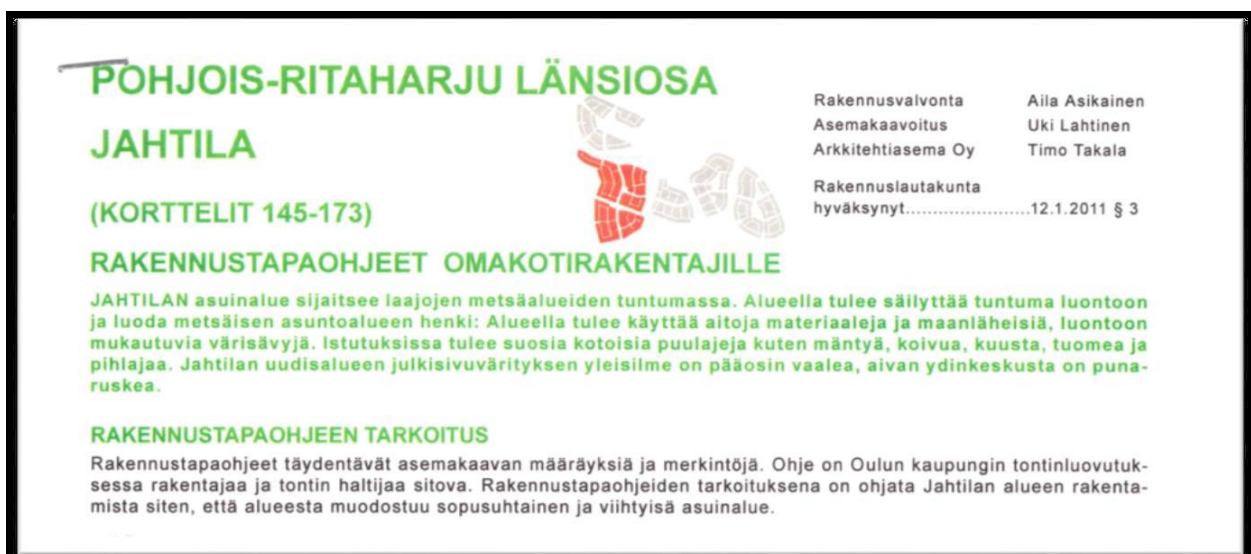 POHJOIS-RITAHARJU LÄNSIOSA
JAHTILA
(KORTTELIT 145-173)
Rakennusvalvonta Aila Asikainen
Asemakaavoitus Uki Lahtinen
Arkkitehtiasema Oy Timo Takala
Rakennuslautakunta
hyväksynyt......................12.1.2011 § 3
RAKENNUSTAPAOHJEET OMAKOTIRAKENTAJILLE
JAHTILAN asuinalue sijaitsee laajojen metsäalueiden tuntumassa. Alueella tulee säilyttää tuntuma luontoon
ja luoda metsäisen asuntoalueen henki: Alueella tulee käyttää aitoja materiaaleja ja maanläheisiä, luontoon
mukautuvia värisävyjä. Istutuksissa tulee suosia kotoisia puulajeja kuten mäntyä, koivua, kuusta, tuomea ja
pihlajaa. Jahtilan uudisalueen julkisivuvärityksen yleisilme on pääosin vaalea, aivan ydinkeskusta on puna-
ruskea.
RAKENNUSTAPAOHJEEN TARKOITUS
Rakennustapaohjeet täydentävät asemakaavan määräyksiä ja merkintöjä. Ohje on Oulun kaupungin tontinluovutuk-
sessa rakentajaa ja tontin haltijaa sitova. Rakennustapaohjeiden tarkoituksena on ohjata Jahtilan alueen rakenta-
mista siten, että alueesta muodostuu sopusuhtainen ja viihtyisä asuinalue.